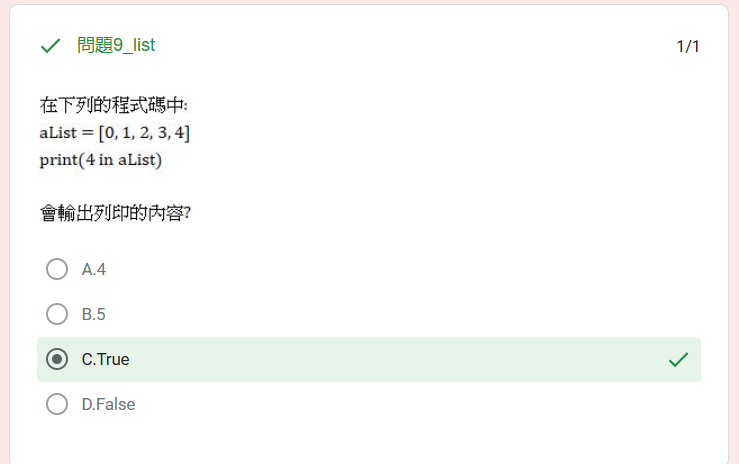 問題9_list
1/1
在下列的程式碼中:
aList = [0, 1, 2, 3, 4]
print(4 in aList)
會輸出列印的內容?
A.4
B.5
C.True
D.False